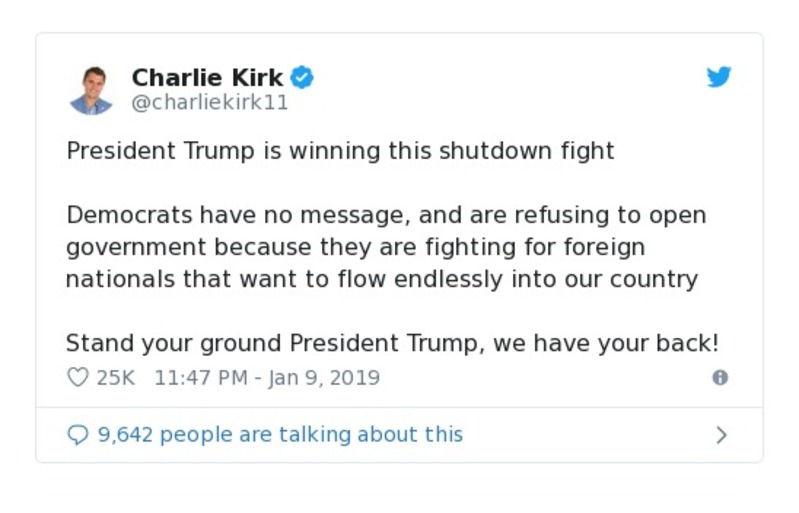 Charlie Kirk
@charliekirk11
President Trump is winning this shutdown fight
Democrats have no message, and are refusing to open
government because they are fighting for foreign
nationals that want to flow endlessly into our country
Stand your ground President Trump, we have your back!
25K 11:47 PM - Jan 9, 2019
9,642 people are talking about this